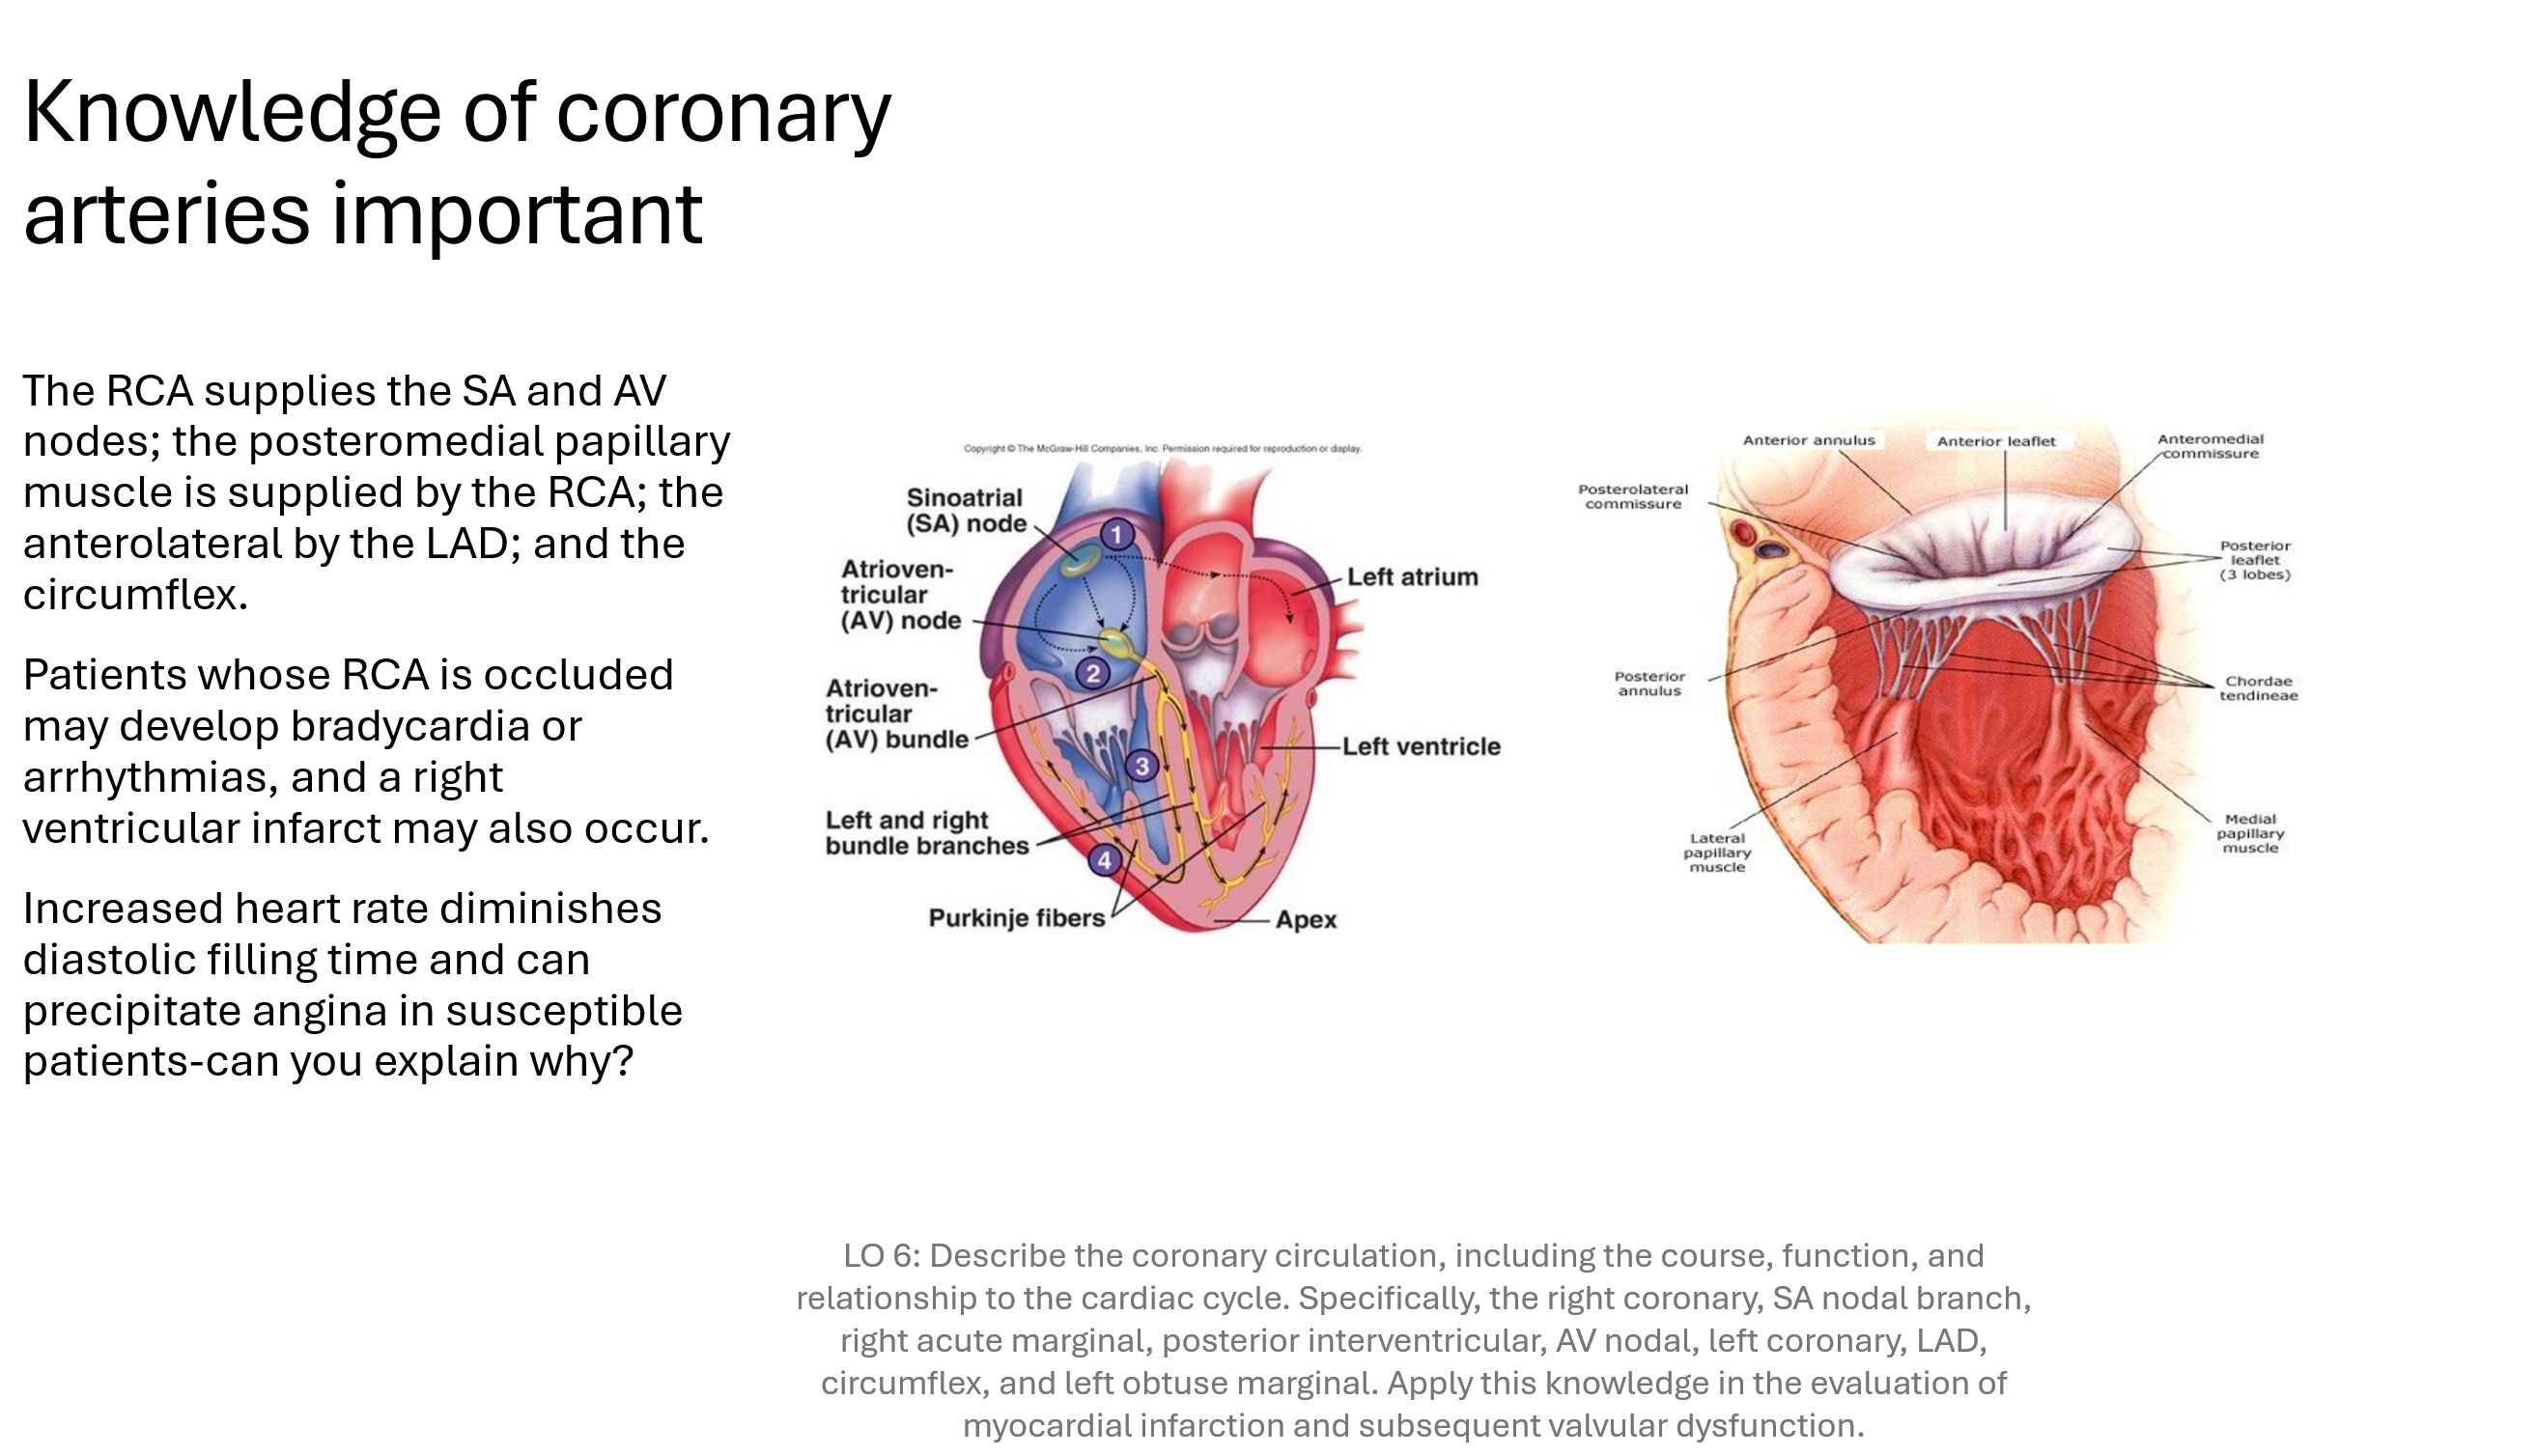 Knowledge of coronary
arteries important
The RCA supplies the SA and AV
nodes; the posteromedial papillary
muscle is supplied by the RCA; the
anterolateral by the LAD; and the
circumflex.
Patients whose RCA is occluded
may develop bradycardia or
arrhythmias, and a right
ventricular infarct may also occur.
Increased heart rate diminishes
diastolic filling time and can
precipitate angina in susceptible
patients-can you explain why?
Copyright © The McGraw-Hill Companies, Inc. Permission required for reproduction or display.
Sinoatrial
(SA) node
1
Atrioven-
tricular
(AV) node
2
Atrioven-
tricular
(AV) bundle
3
Left and right
bundle branches
4
Purkinje fibers
Left atrium
Left ventricle
Apex
Anterior annulus
Anterior leaflet
Anteromedial
commissure
Posterolateral
commissure
Posterior
leaflet
(3 lobes)
Posterior
annulus
Chordae
tendineae
Lateral
papillary
muscle
Medial
papillary
muscle
LO 6: Describe the coronary circulation, including the course, function, and
relationship to the cardiac cycle. Specifically, the right coronary, SA nodal branch,
right acute marginal, posterior interventricular, AV nodal, left coronary, LAD,
circumflex, and left obtuse marginal. Apply this knowledge in the evaluation of
myocardial infarction and subsequent valvular dysfunction.